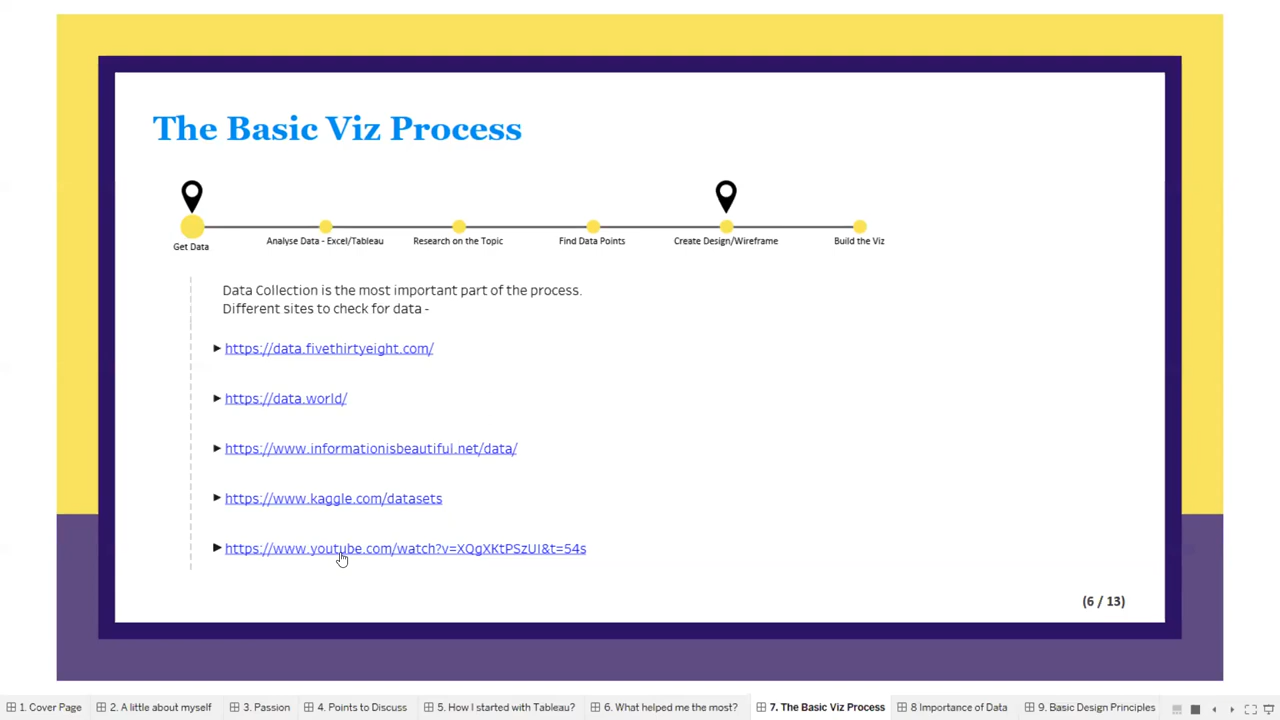 The Basic Viz Process
Get Data
Analyse Data - Excel/Tableau
Research on the Topic
Find Data Points
Create Design/Wireframe
Build the Viz
Data Collection is the most important part of the process.
Different sites to check for data -
https://data.fivethirtyeight.com/
https://data.world/
https://www.informationisbeautiful.net/data/
https://www.kaggle.com/datasets
https://www.youtube.com/watch?v=XQgXKtPSzUI&t=54s
(6 / 13)
1. Cover Page
2. A little about myself
3. Passion
4. Points to Discuss
5. How I started with Tableau?
6. What helped me the most?
7. The Basic Viz Process
8 Importance of Data
9. Basic Design Principles